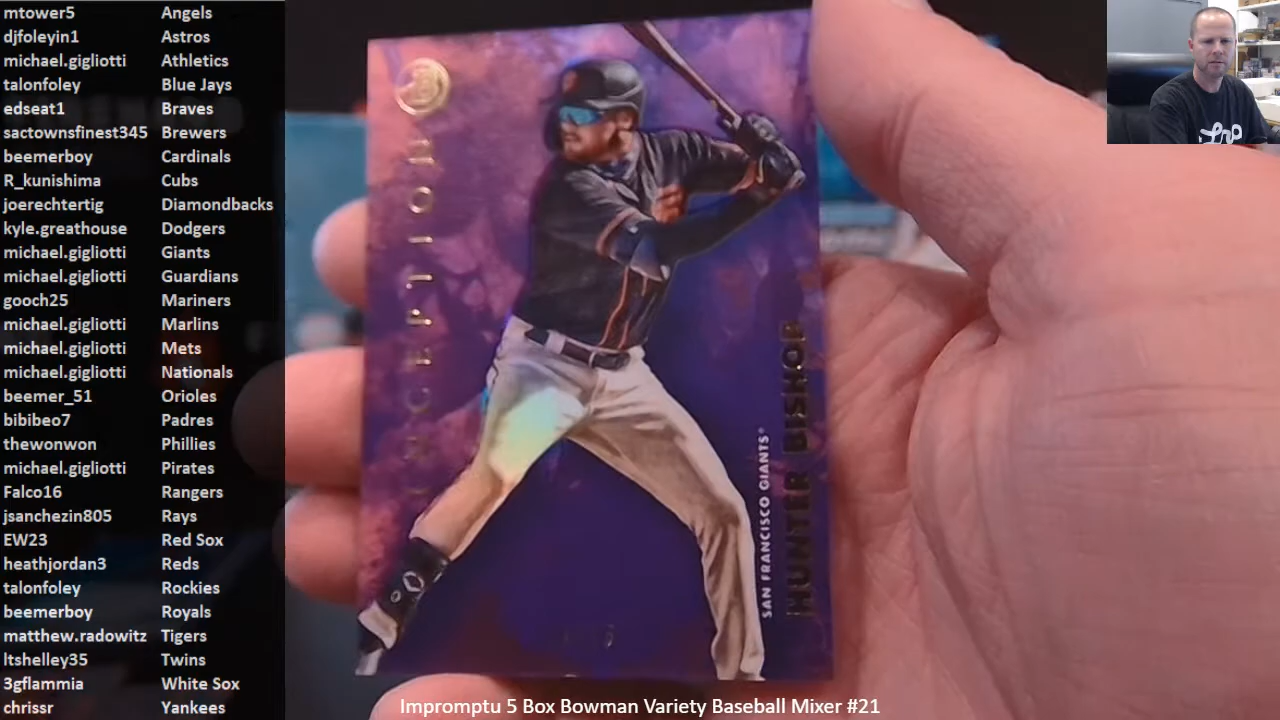 mtower5 Angels
djfoleyin1 Astros
michael.gigliotti Athletics
talonfoley Blue Jays
edseat1 Braves
sactownsfinest345 Brewers
beemerboy Cardinals
R_kunishima Cubs
joerechtertig Diamondbacks
kyle.greathouse Dodgers
michael.gigliotti Giants
michael.gigliotti Guardians
gooch25 Mariners
michael.gigliotti Marlins
michael.gigliotti Mets
michael.gigliotti Nationals
beemer_51 Orioles
bibibeo7 Padres
thewonwon Phillies
michael.gigliotti Pirates
Falco16 Rangers
jsanchezin805 Rays
EW23 Red Sox
heathjordan3 Reds
talonfoley Rockies
beemerboy Royals
matthew.radowitz Tigers
ltshelley35 Twins
3gflammia White Sox
chrissr Yankees
INCEPTION
SAN FRANCISCO GIANTS®
HUNTER BISHOP
Impromptu 5 Box Bowman Variety Baseball Mixer #21